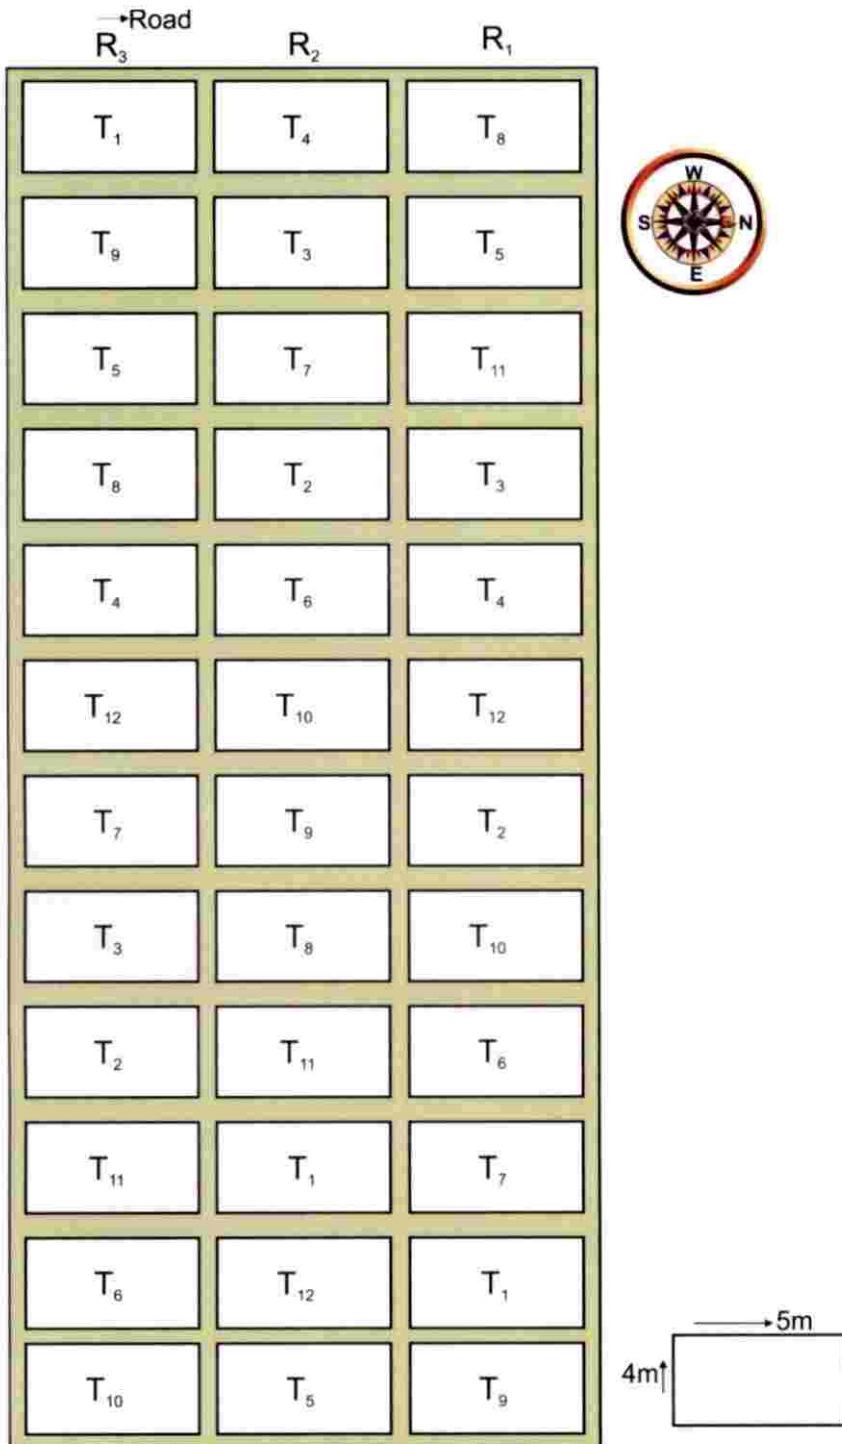 →Road
R₃ R₂ R₁
T₁ T₄ T₈
W
S N
E
T₉ T₃ T₅
T₅ T₇ T₁₁
T₈ T₂ T₃
T₄ T₆ T₄
T₁₂ T₁₀ T₁₂
T₇ T₉ T₂
T₃ T₈ T₁₀
T₂ T₁₁ T₆
T₁₁ T₁ T₇
T₆ T₁₂ T₁
→5m
4m↑
T₁₀ T₅ T₉